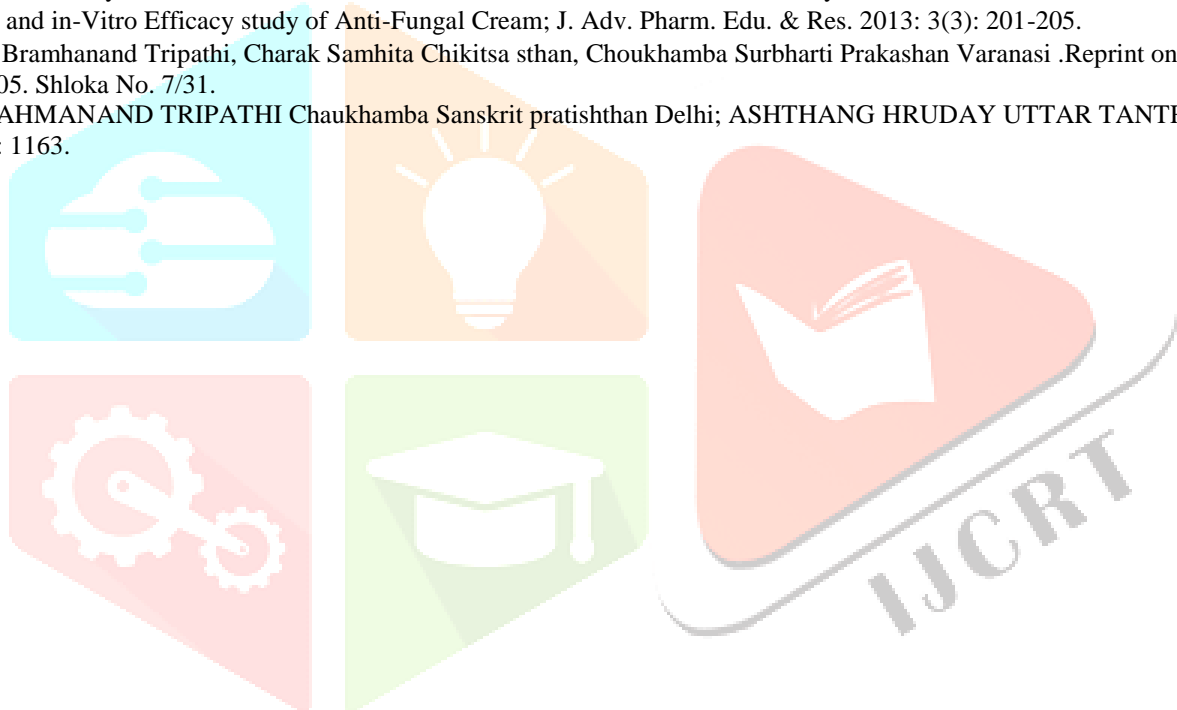 and in-Vitro Efficacy study of Anti-Fungal Cream; J. Adv. Pharm. Edu. & Res. 2013: 3(3): 201-205.
Bramhanand Tripathi, Charak Samhita Chikitsa sthan, Choukhamba Surbharti Prakashan Varanasi .Reprint on
05. Shloka No. 7/31.
AHMANAND TRIPATHI Chaukhamba Sanskrit pratishthan Delhi; ASHTHANG HRUDAY UTTAR
: 1163.
IJCRT